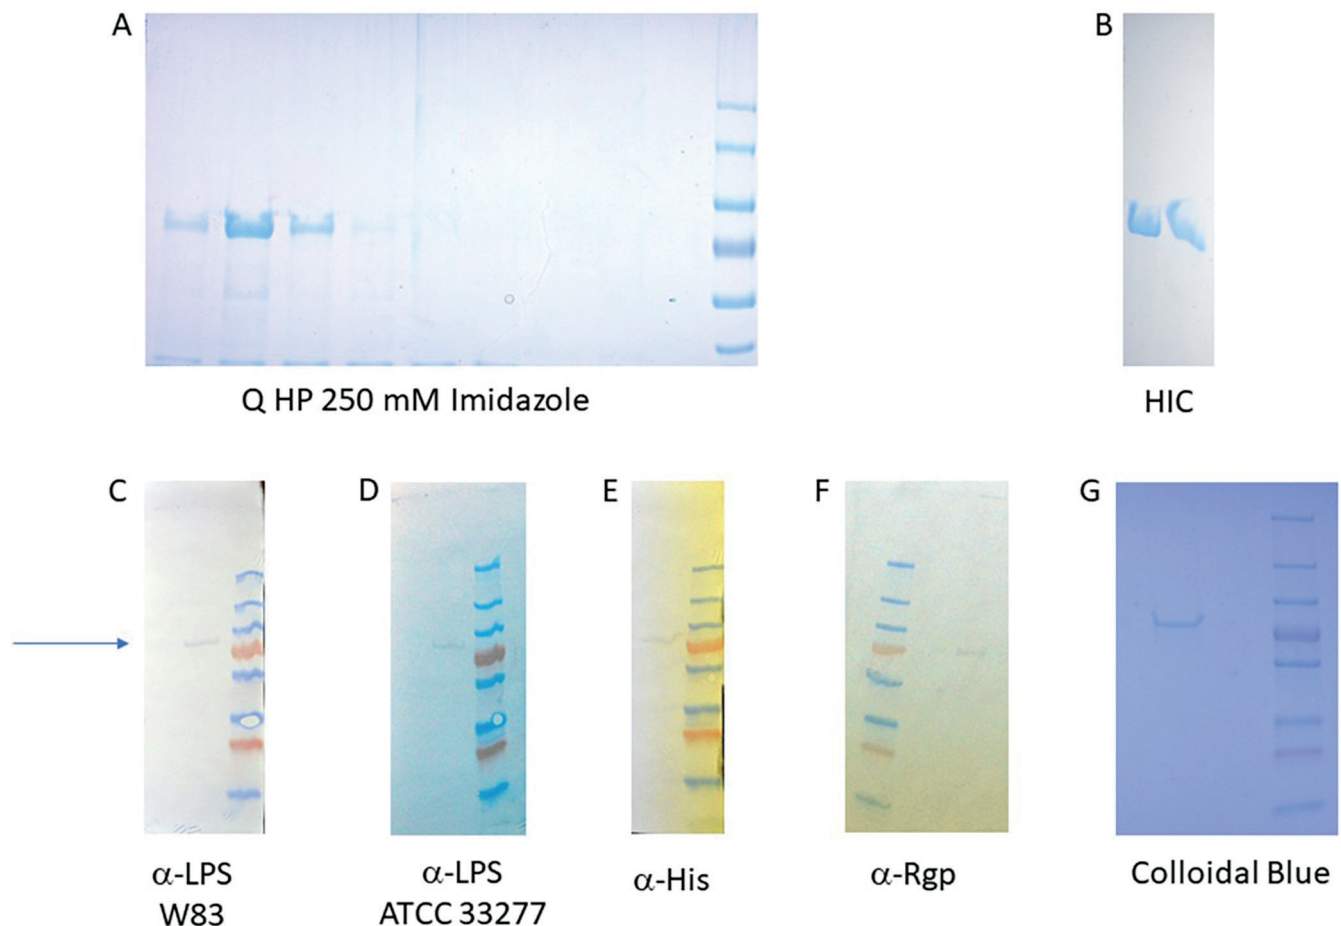 A
B
Q HP 250 mM Imidazole
HIC
C
D
E
F
G
α-LPS
W83
α-LPS
ATCC 33277
α-His
α-Rgp
Colloidal Blue